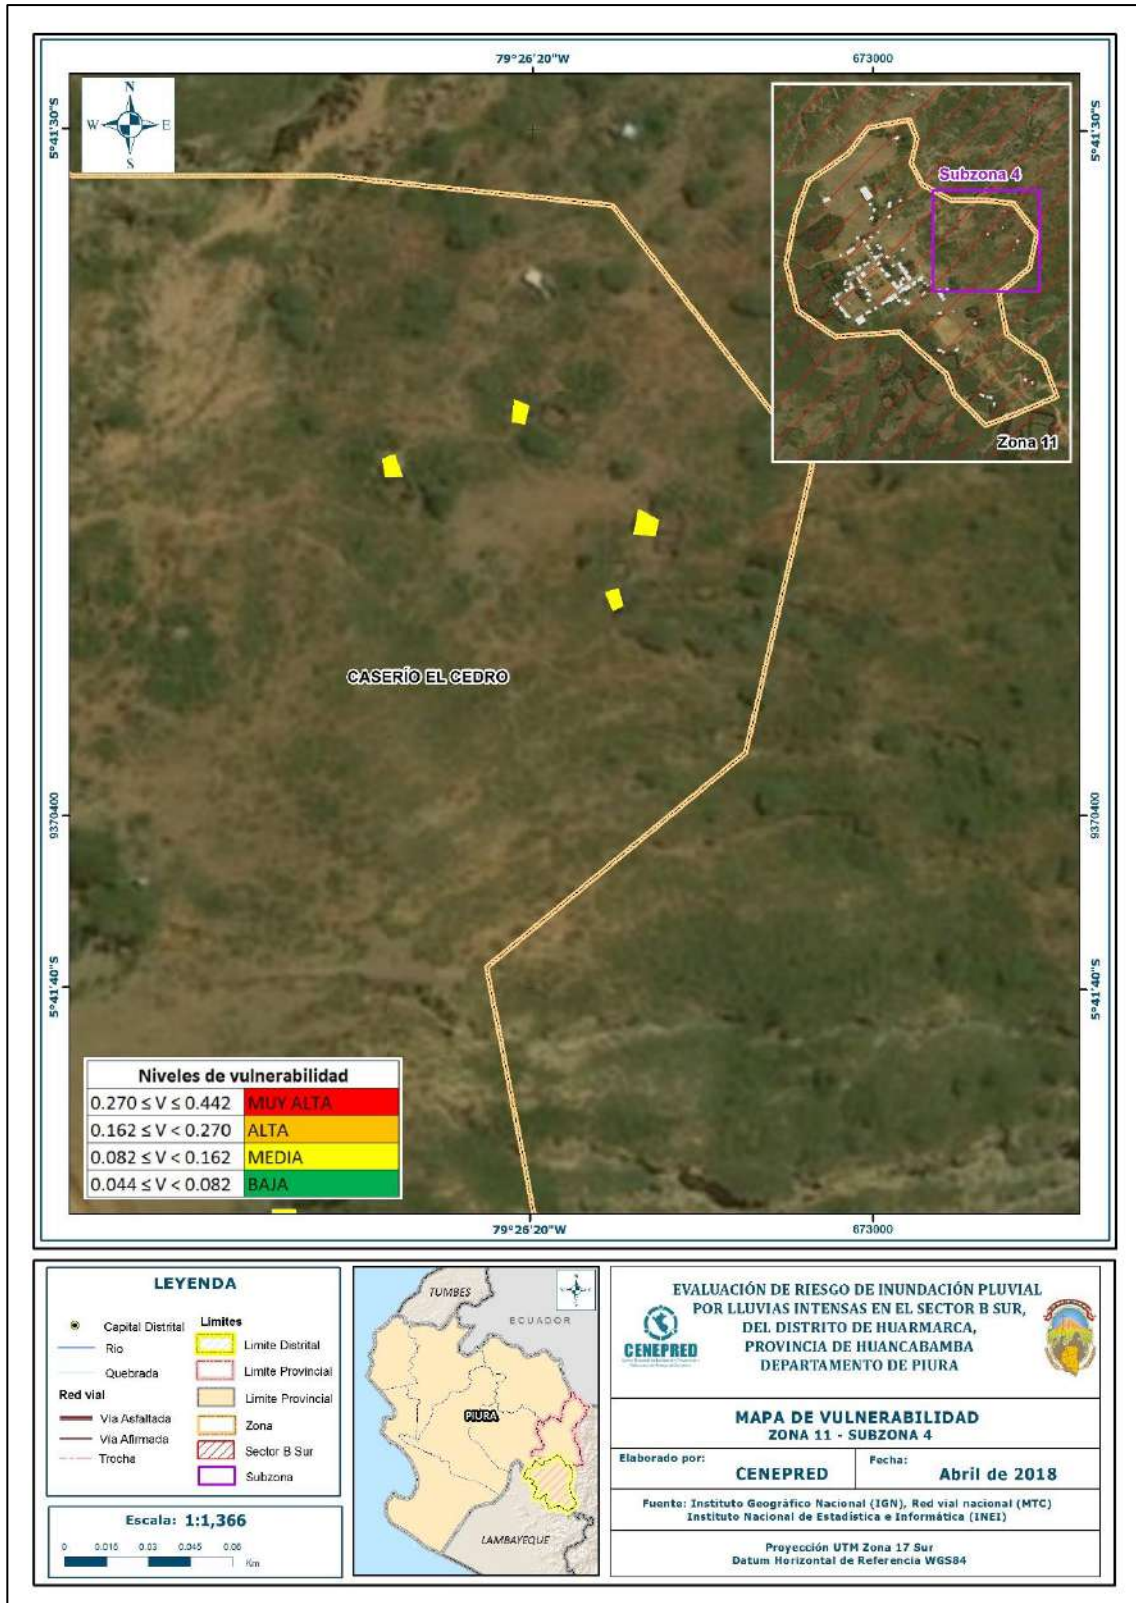 79°26'20"W
673000
N
W E
S
5°41'30"S
5°41'30"S
Subzona 4
Zona 11
CASERÍO EL CEDRO
9370400
9370400
5°41'40"S
5°41'40"S
Niveles de vulnerabilidad
0.270 ≤ V ≤ 0.442 MUY ALTA
0.162 ≤ V < 0.270 ALTA
0.082 ≤ V < 0.162 MEDIA
0.044 ≤ V < 0.082 BAJA
79°26'20"W
673000
LEYENDA
Capital Distrital
Río
Quebrada
Red vial
Vía Asfaltada
Vía Afirmada
Trocha
Límites
Limite Distrital
Limite Provincial
Limite Provincial
Zona
Sector B Sur
Subzona
Escala: 1:1,366
0 0.015 0.03 0.045 0.06
Km
TUMBES
ECUADOR
PIURA
LAMBAYEQUE
EVALUACIÓN DE RIESGO DE INUNDACIÓN PLUVIAL
POR LLUVIAS INTENSAS EN EL SECTOR B SUR,
DEL DISTRITO DE HUARMARCA,
PROVINCIA DE HUANCABAMBA
DEPARTAMENTO DE PIURA
CENEPRED
MAPA DE VULNERABILIDAD
ZONA 11 - SUBZONA 4
Elaborado por:
CENEPRED
Fecha:
Abril de 2018
Fuente: Instituto Geográfico Nacional (IGN), Red vial nacional (MTC)
Instituto Nacional de Estadística e Informática (INEI)
Proyección UTM Zona 17 Sur
Datum Horizontal de Referencia WGS84